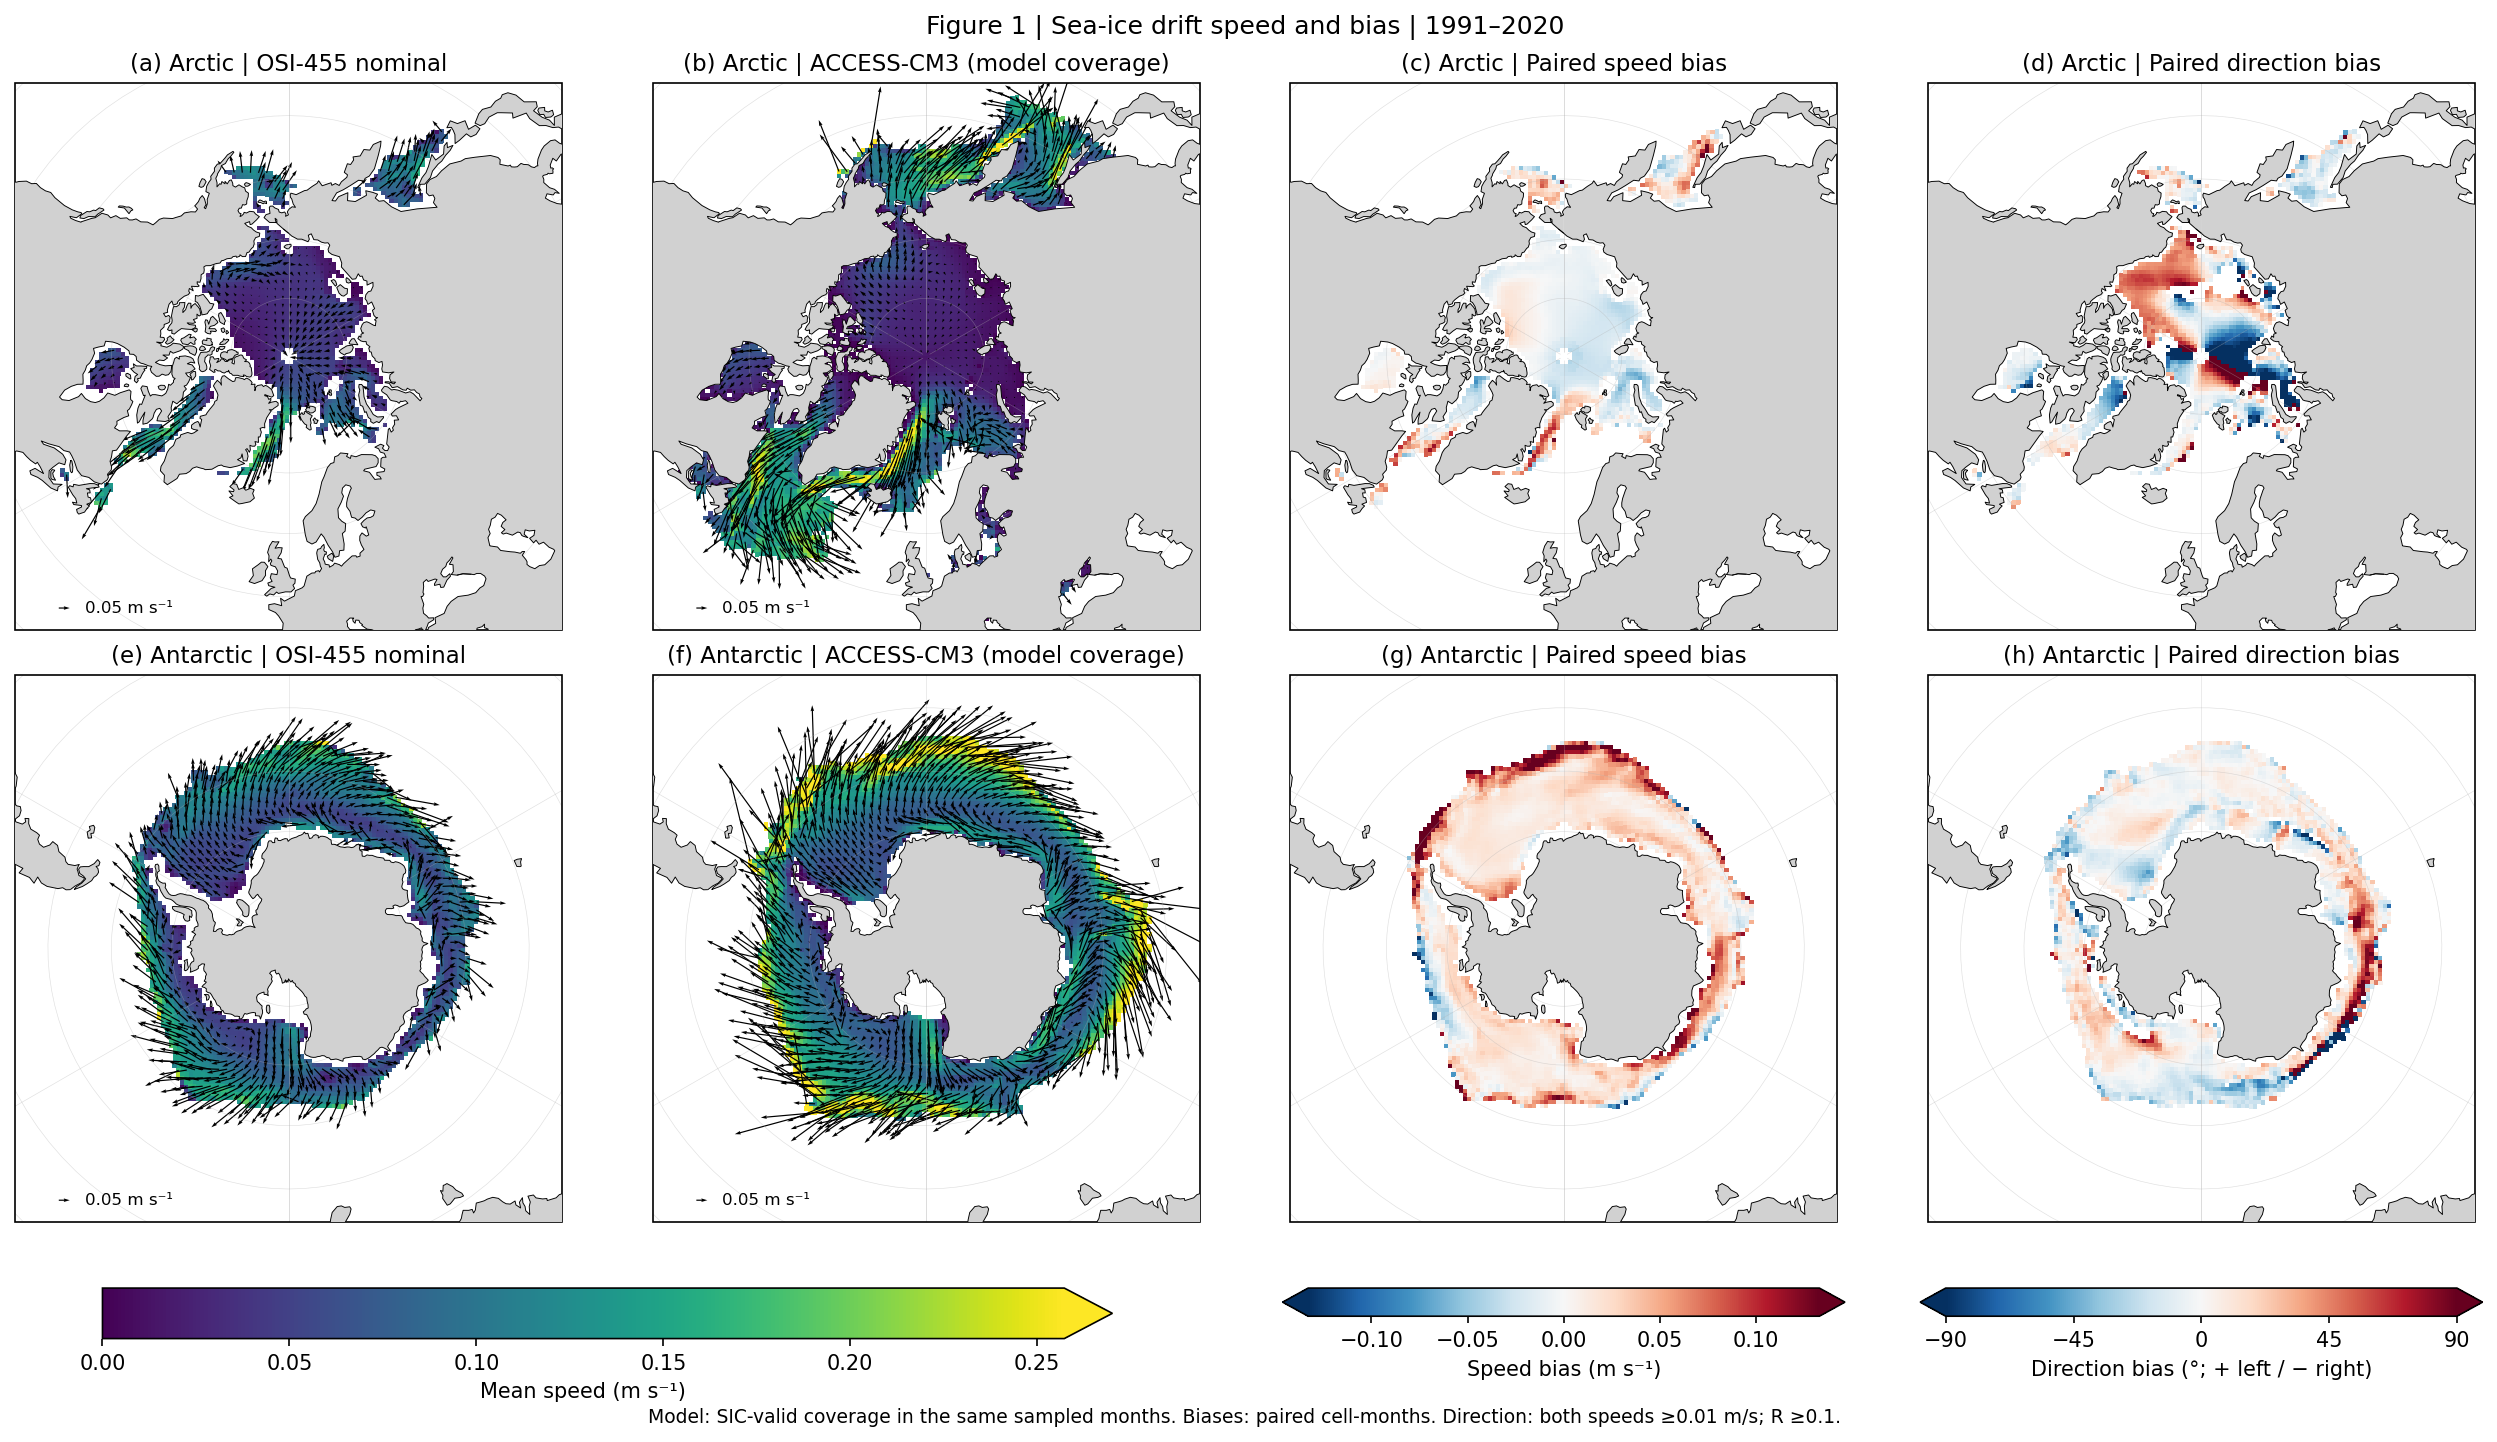 Figure 1 | Sea-ice drift speed and bias | 1991–2020
(a) Arctic | OSI-455 nominal
(b) Arctic | ACCESS-CM3 (model coverage)
(c) Arctic | Paired speed bias
(d) Arctic | Paired direction bias
0.05 m s⁻¹
0.05 m s⁻¹
(e) Antarctic | OSI-455 nominal
(f) Antarctic | ACCESS-CM3 (model coverage)
(g) Antarctic | Paired speed bias
(h) Antarctic | Paired direction bias
0.05 m s⁻¹
0.05 m s⁻¹
0.00 0.05 0.10 0.15 0.20 0.25
Mean speed (m s⁻¹)
−0.10 −0.05 0.00 0.05 0.10
Speed bias (m s⁻¹)
−90 −45 0 45 90
Direction bias (°; + left / − right)
Model: SIC-valid coverage in the same sampled months. Biases: paired cell-months. Direction: both speeds ≥0.01 m/s; R ≥0.1.